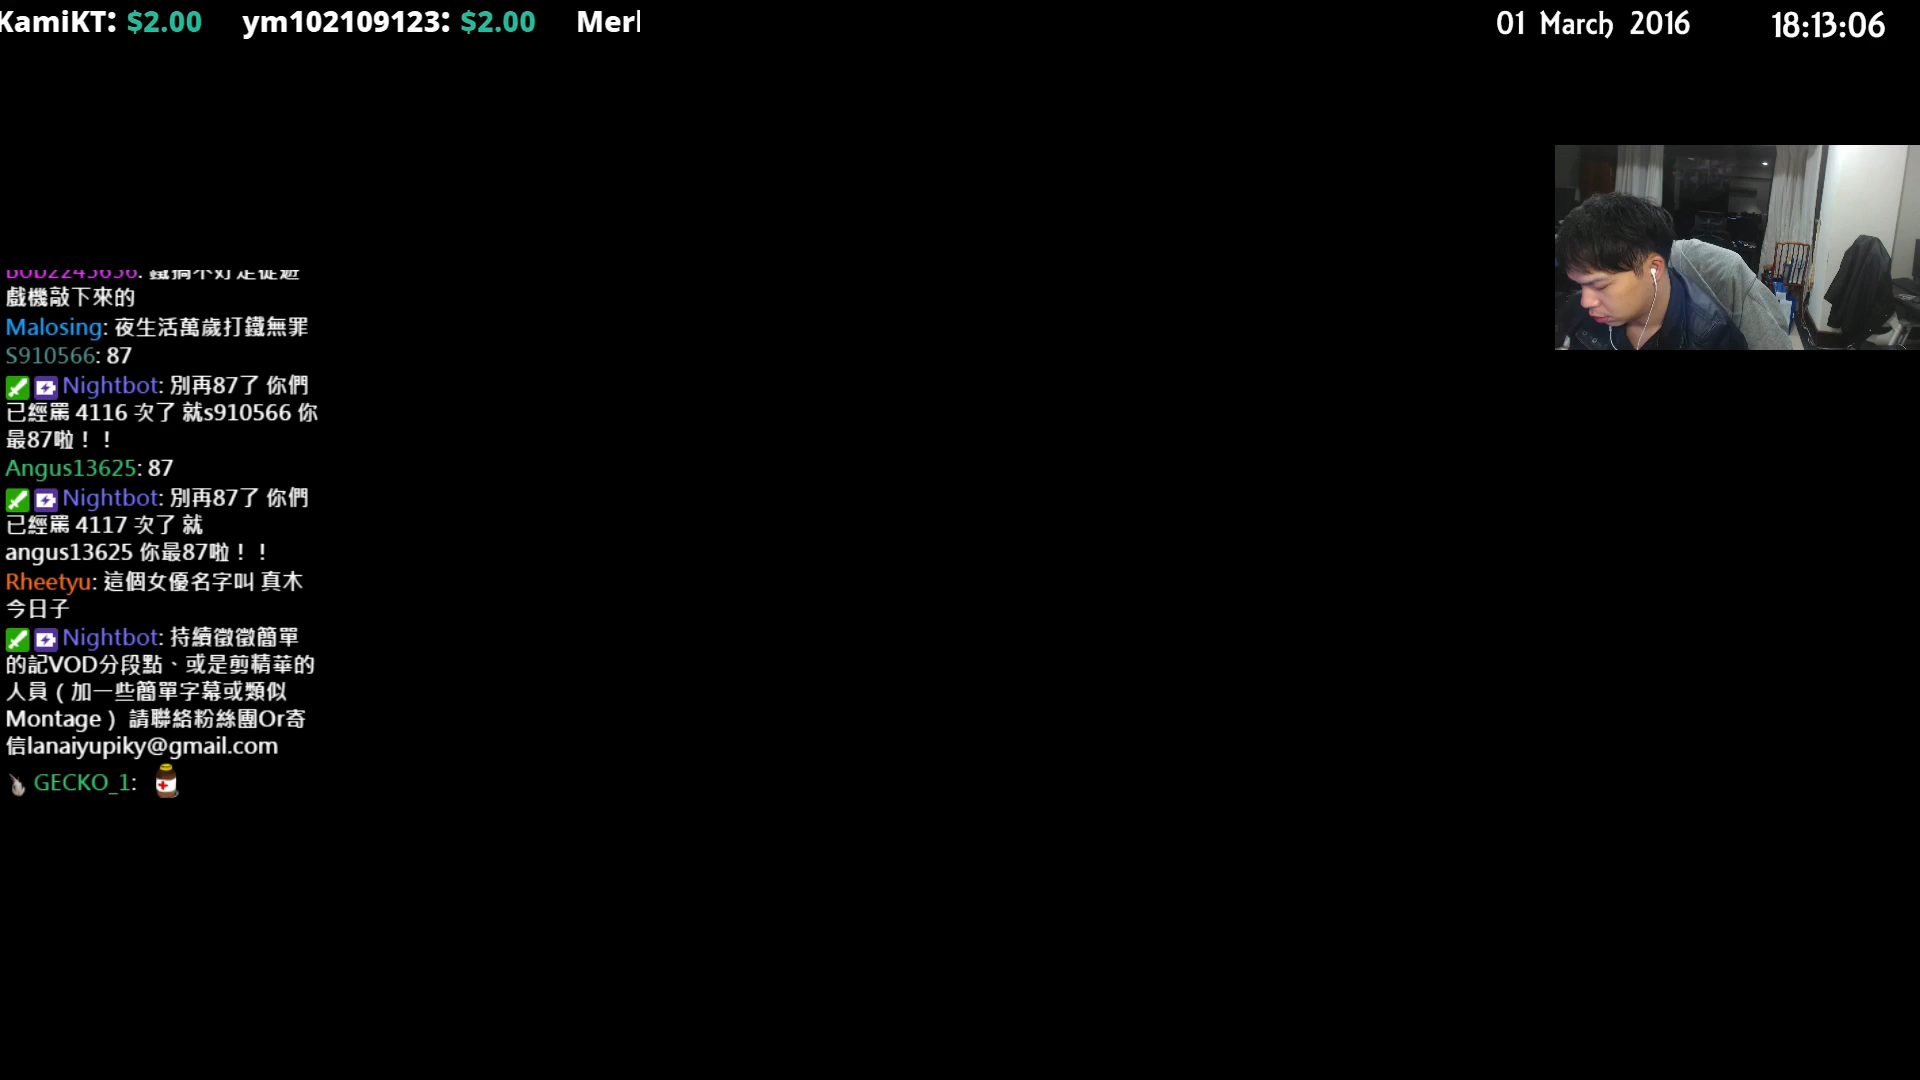 KamiKT: $2.00 ym102109123: $2.00 Merl
01 March 2016 18:13:06
戲機敲下來的
Malosing: 夜生活萬歲打鐵無罪
S910566: 87
Nightbot: 別再87了 你們
已經罵 4116 次了 就s910566 你
最87啦！！
Angus13625: 87
Nightbot: 別再87了 你們
已經罵 4117 次了 就
angus13625 你最87啦！！
Rheetyu: 這個女優名字叫 真木
今日子
Nightbot: 持續徵徵簡單
的記VOD分段點、或是剪精華的
人員（加一些簡單字幕或類似
Montage） 請聯絡粉絲團Or寄
信lanaiyupiky@gmail.com
GECKO_1: